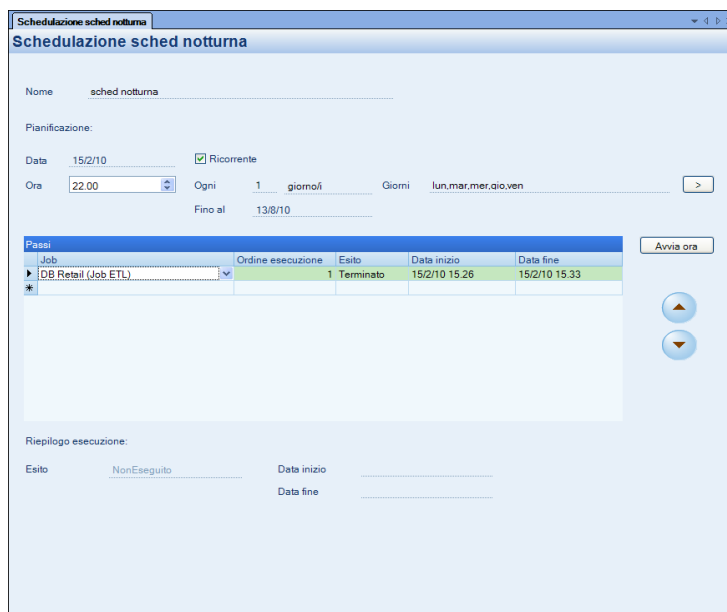 Schedulazione sched notturna
Schedulazione sched notturna
Nome sched notturna
Pianificazione:
Data 15/2/10 Ricorrente
Ora 22.00 Ogni 1 giorno/i Giorni lun,mar,mer,gio,ven >
Fino al 13/8/10
Passi Avvia ora
Job Ordine esecuzione Esito Data inizio Data fine
DB Retail (Job ETL) 1 Terminato 15/2/10 15.26 15/2/10 15.33
Riepilogo esecuzione:
Esito NonEseguito Data inizio
Data fine